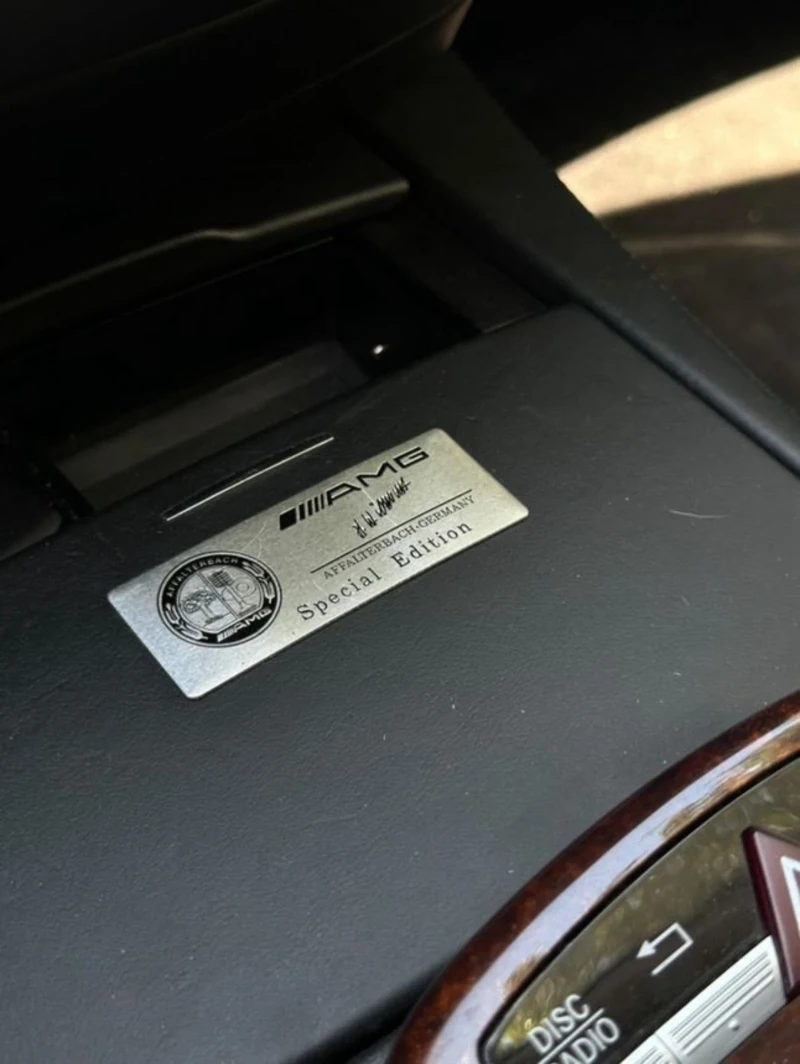 AMG
AFFALTERBACH·GERMANY
Special Edition
AFFALTERBACH
AMG
DISC
RADIO